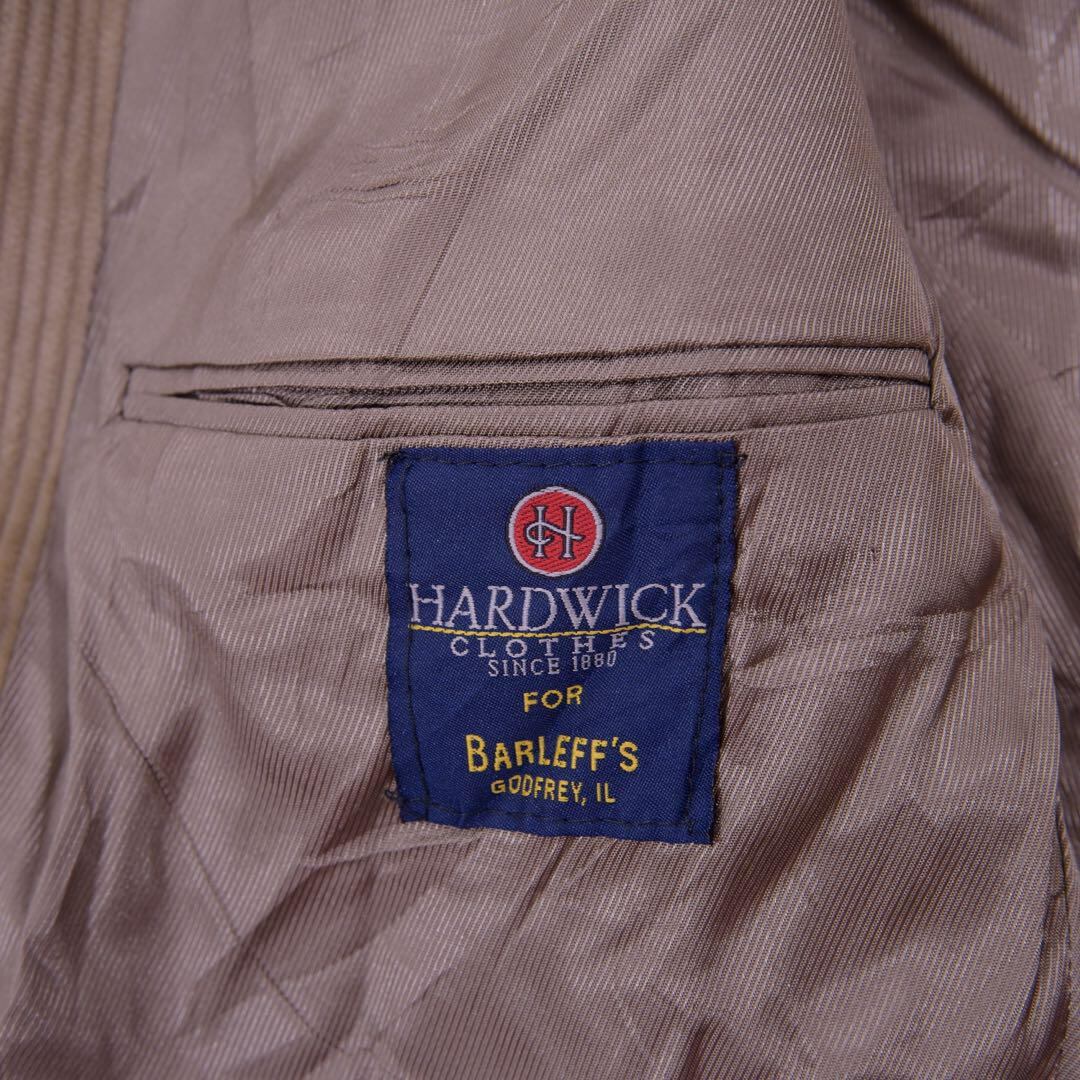 H
HARDWICK
CLOTHES
SINCE 1880
FOR
BARLEFF'S
GODFREY, IL